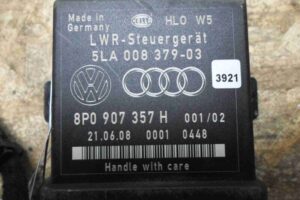 Made in
Germany
HELLA
HLO W5
LWR-Steuergerät
5LA 008 379-03
3921
8P0 907 357 H 001/02
21.06.08 0001 0448
Handle with care